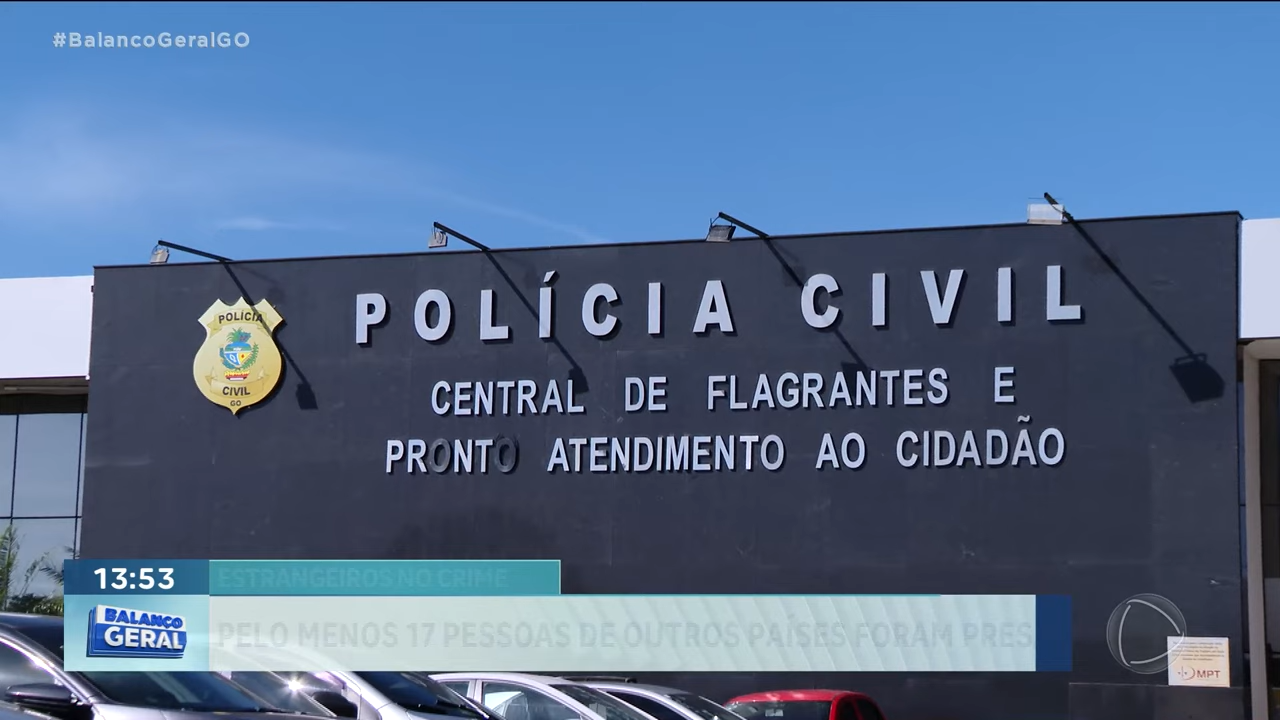 #BalancoGeralGO
POLÍCIA CIVIL
POLÍCIA
CIVIL
GO
CENTRAL DE FLAGRANTES E
PRONTO ATENDIMENTO AO CIDADÃO
13:53
ESTRANGEIROS NO CRIME
BALANCO
GERAL
PELO MENOS 17 PESSOAS DE OUTROS PAÍSES FORAM PRES
MPT